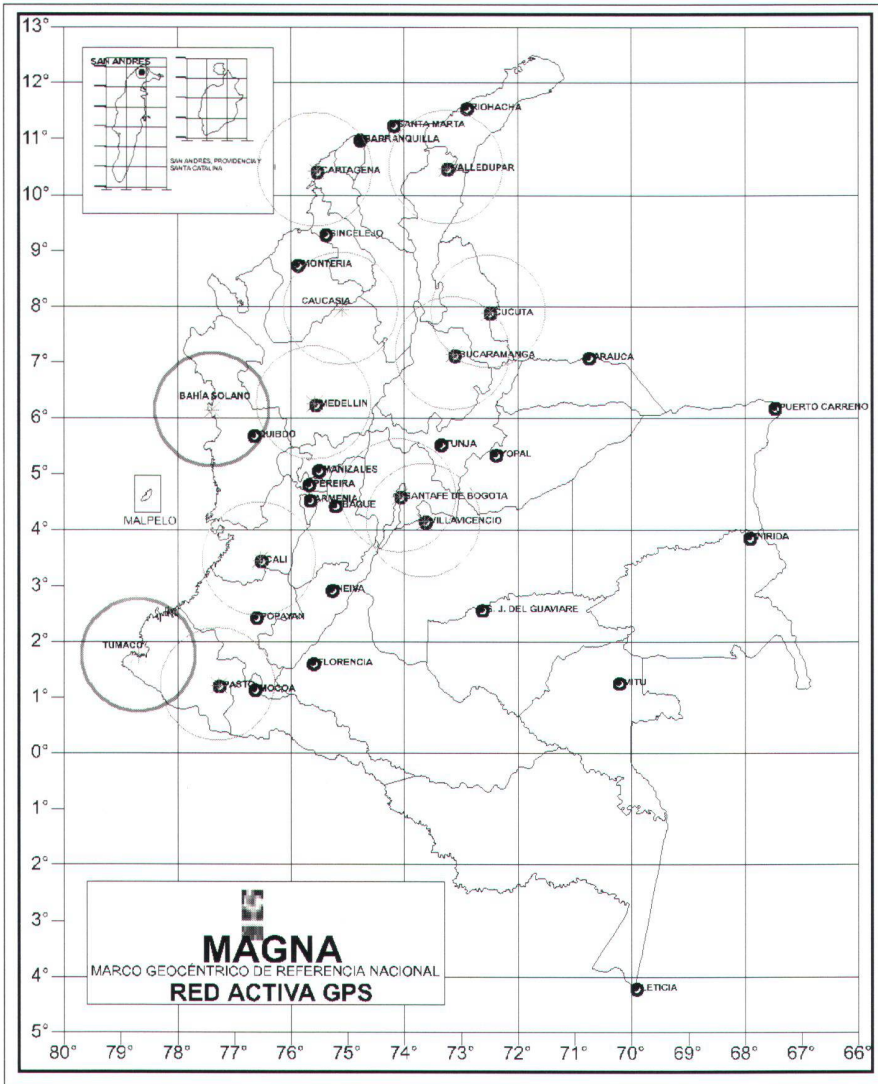 13°
12°
11°
10°
9°
8°
7°
6°
5°
4°
3°
2°
1°
0°
1°
2°
3°
4°
5°
SAN ANDRES
SAN ANDRES, PROVIDENCIA Y
SANTA CATALINA
RIOHACHA
SANTA MARTA
BARRANQUILLA
CARTAGENA
VALLEDUPAR
SINCELEJO
MONTERIA
CAUCASIA
CUCUTA
BUCARAMANGA
ARAUCA
BAHÍA SOLANO
MEDELLIN
PUERTO CARREÑO
QUIBDO
TUNJA
YOPAL
MANIZALES
PEREIRA
ARMENIA
IBAGUE
SANTAFE DE BOGOTA
VILLAVICENCIO
MALPELO
INIRIDA
CALI
NEIVA
S. J. DEL GUAVIARE
POPAYAN
TUMACO
FLORENCIA
PASTO
MOCOA
MITU
MAGNA
MARCO GEOCÉNTRICO DE REFERENCIA NACIONAL
RED ACTIVA GPS
LETICIA
80° 79° 78° 77° 76° 75° 74° 73° 72° 71° 70° 69° 68° 67° 66°